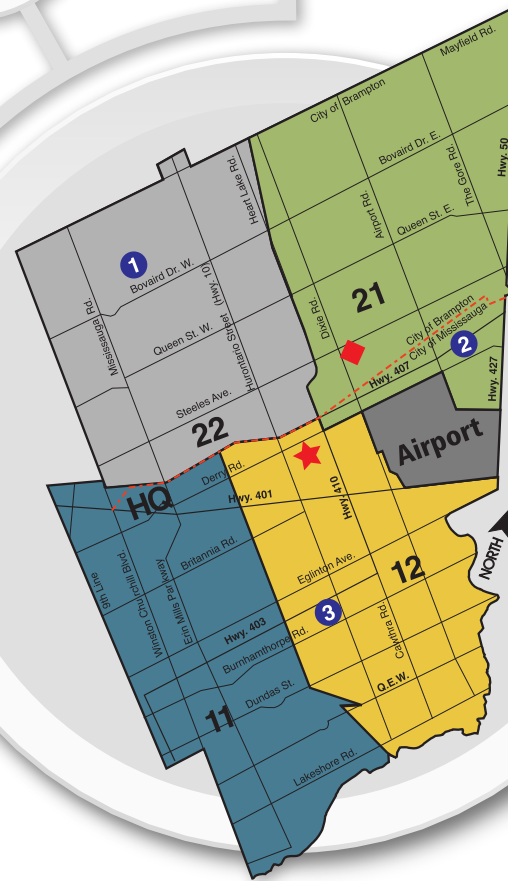 Mayfield Rd.
City of Brampton
Hwy. 50
Bovaird Dr. E.
The Gore Rd.
Heart Lake Rd.
Airport Rd.
Queen St. E.
1
Bovaird Dr. W.
(Hwy. 10)
21
Mississauga Rd.
Dixie Rd.
City of Brampton
City of Mississauga
2
Queen St. W.
Hurontario Street
Hwy. 407
Hwy. 427
Steeles Ave.
22
Airport
Derry Rd.
HQ
Hwy. 401
Hwy. 410
NORTH
Britannia Rd.
Eglinton Ave.
12
9th Line
Winston Churchill Blvd.
Erin Mills Parkway
3
Cawthra Rd.
Hwy. 403
Burnhamthorpe Rd.
Q.E.W.
Dundas St.
11
Lakeshore Rd.